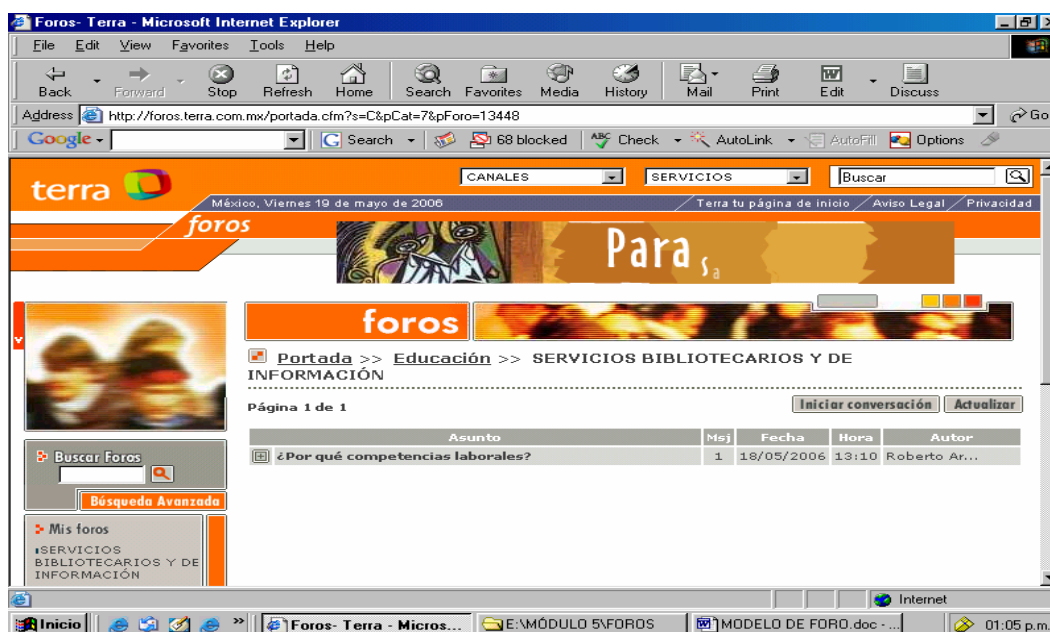 Foros- Terra - Microsoft Internet Explorer
File Edit View Favorites Tools Help
Back Forward Stop Refresh Home Search Favorites Media History Mail Print Edit Discuss
Address http://foros.terra.com.mx/portada.cfm?s=C&pCat=7&pForo=13448 Go
Google Search 68 blocked ABC Check AutoLink AutoFill Options
terra CANALES SERVICIOS Buscar
México, Viernes 19 de mayo de 2006 Terra tu página de inicio Aviso Legal Privacidad
foros
Para sa
foros
Portada >> Educación >> SERVICIOS BIBLIOTECARIOS Y DE
INFORMACIÓN
Página 1 de 1 Iniciar conversación Actualizar
Asunto Msj Fecha Hora Autor
¿Por qué competencias laborales? 1 18/05/2006 13:10 Roberto Ar...
Buscar Foros
Búsqueda Avanzada
Mis foros
SERVICIOS
BIBLIOTECARIOS Y DE
INFORMACIÓN
Internet
Inicio » Foros- Terra - Micros... E:\MÓDULO 5\FOROS MODELO DE FORO.doc - ... 01:05 p.m.